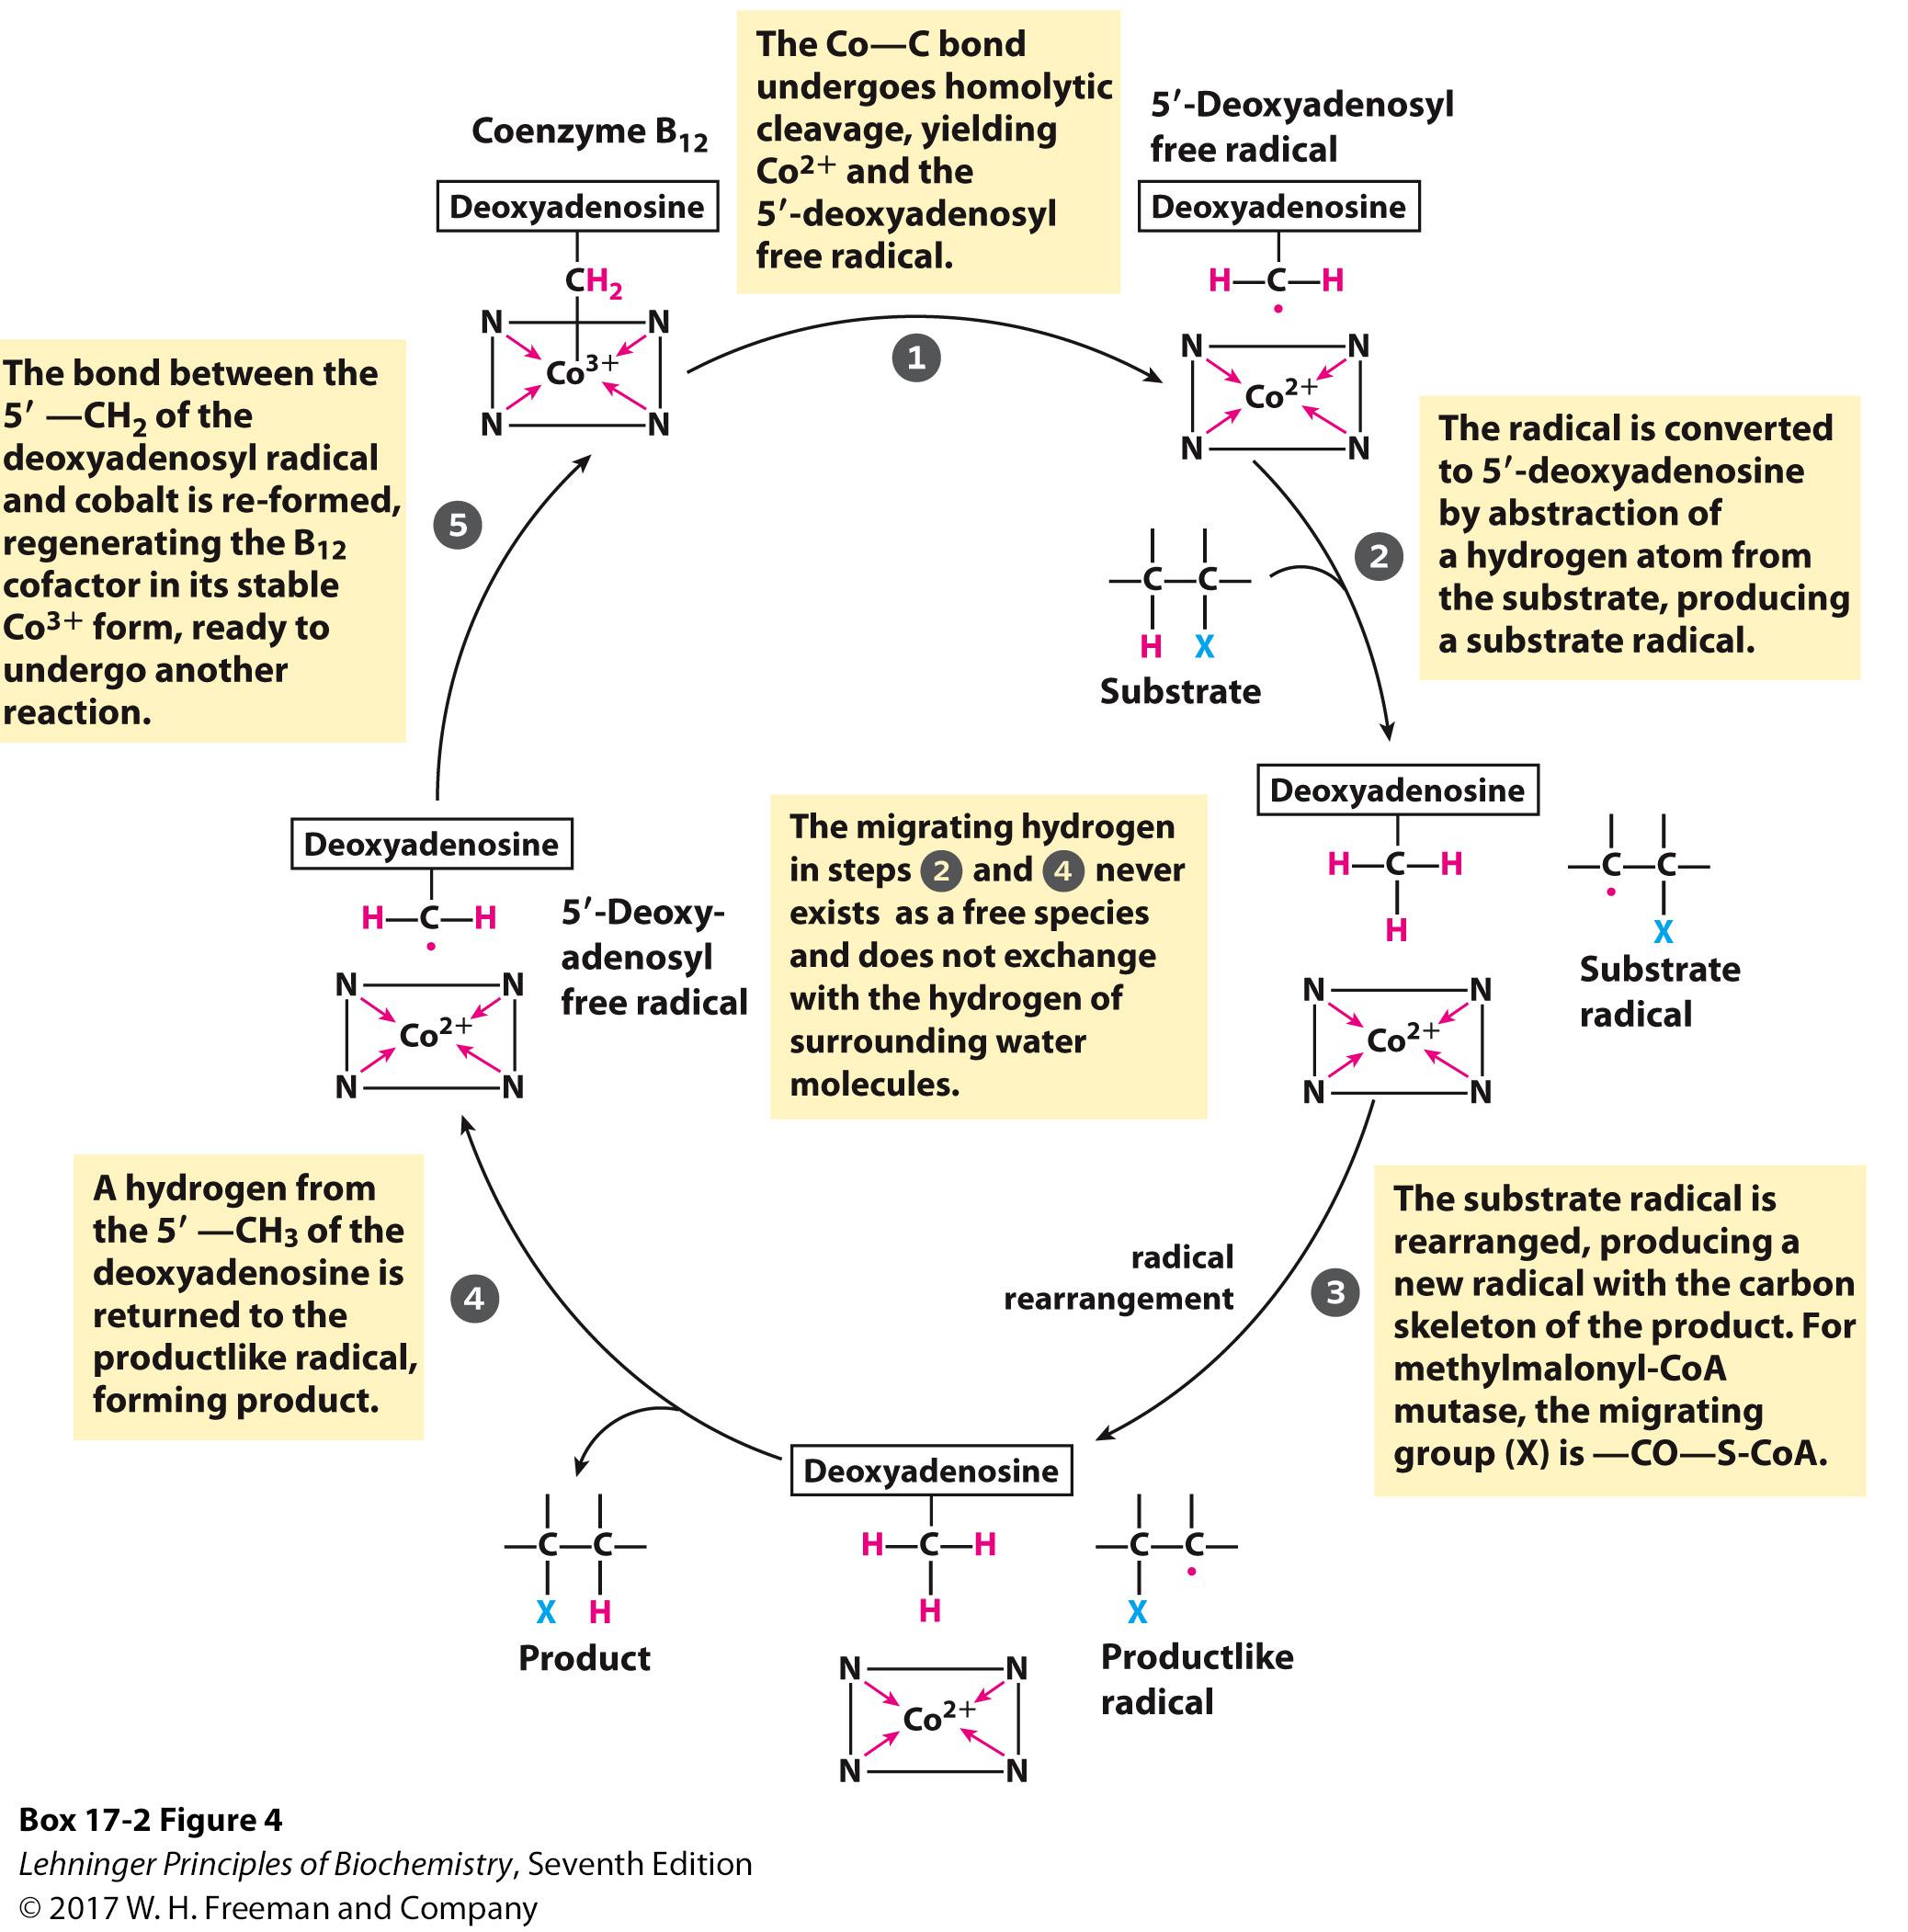 Coenzyme B12
Deoxyadenosine
CH2
N
N
Co3+
N
N
The Co—C bond
undergoes homolytic
cleavage, yielding
Co2+ and the
5′-deoxyadenosyl
free radical.
1
5′-Deoxyadenosyl
free radical
Deoxyadenosine
H—C—H
N
N
Co2+
N
N
The radical is converted
to 5′-deoxyadenosine
by abstraction of
a hydrogen atom from
the substrate, producing
a substrate radical.
2
—C—C—
H X
Substrate
Deoxyadenosine
H—C—H
H
N
N
Co2+
N
N
—C—C—
X
Substrate
radical
The migrating hydrogen
in steps 2 and 4 never
exists as a free species
and does not exchange
with the hydrogen of
surrounding water
molecules.
radical
rearrangement
3
The substrate radical is
rearranged, producing a
new radical with the carbon
skeleton of the product. For
methylmalonyl-CoA
mutase, the migrating
group (X) is —CO—S-CoA.
Deoxyadenosine
H—C—H
H
N
N
Co2+
N
N
—C—C—
X
Productlike
radical
4
A hydrogen from
the 5′ —CH3 of the
deoxyadenosine is
returned to the
productlike radical,
forming product.
—C—C—
X H
Product
Deoxyadenosine
H—C—H
5′-Deoxy-
adenosyl
free radical
N
N
Co2+
N
N
5
The bond between the
5′ —CH2 of the
deoxyadenosyl radical
and cobalt is re-formed,
regenerating the B12
cofactor in its stable
Co3+ form, ready to
undergo another
reaction.
Box 17-2 Figure 4
Lehninger Principles of Biochemistry, Seventh Edition
© 2017 W. H. Freeman and Company